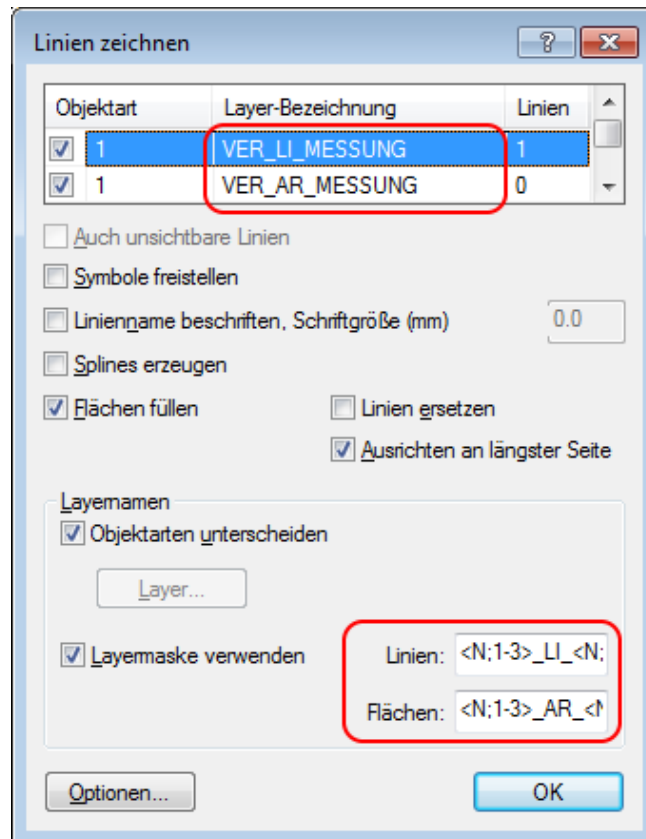 Linien zeichnen
Objektart Layer-Bezeichnung Linien
1 VER_LI_MESSUNG 1
1 VER_AR_MESSUNG 0
Auch unsichtbare Linien
Symbole freistellen
Linienname beschriften, Schriftgröße (mm) 0.0
Splines erzeugen
Flächen füllen Linien ersetzen
Ausrichten an längster Seite
Layernamen
Objektarten unterscheiden
Layer...
Layermaske verwenden Linien: <N;1-3>_LI_<N;
Flächen: <N;1-3>_AR_<N
Optionen... OK